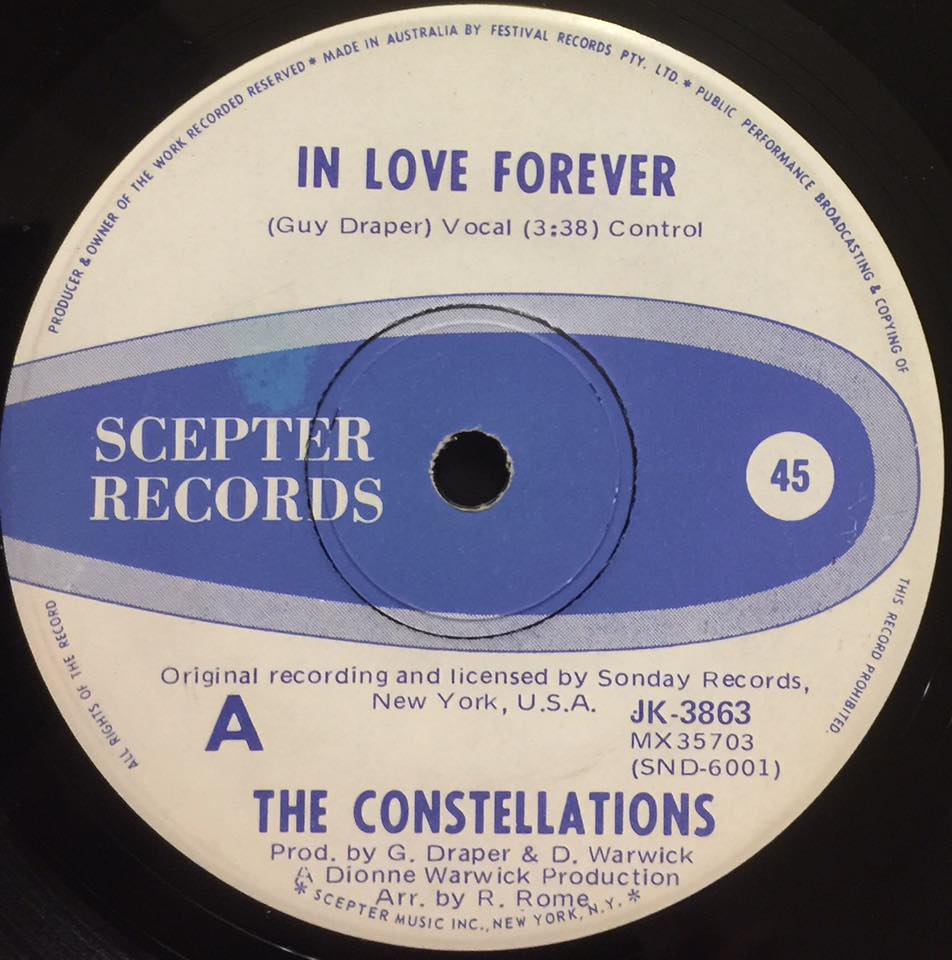 PRODUCER & OWNER OF THE WORK RECORDED RESERVED * MADE IN AUSTRALIA BY FESTIVAL RECORDS PTY. LTD. * PUBLIC PERFORMANCE BROADCASTING & COPYING OF
IN LOVE FOREVER
(Guy Draper) Vocal (3:38) Control
SCEPTER
RECORDS
45
THIS RECORD PROHIBITED.
ALL RIGHTS OF THE RECORD
Original recording and licensed by Sonday Records,
New York, U.S.A.
A
JK-3863
MX35703
(SND-6001)
THE CONSTELLATIONS
Prod. by G. Draper & D. Warwick
A Dionne Warwick Production
Arr. by R. Rome
* SCEPTER MUSIC INC., NEW YORK, N.Y. *